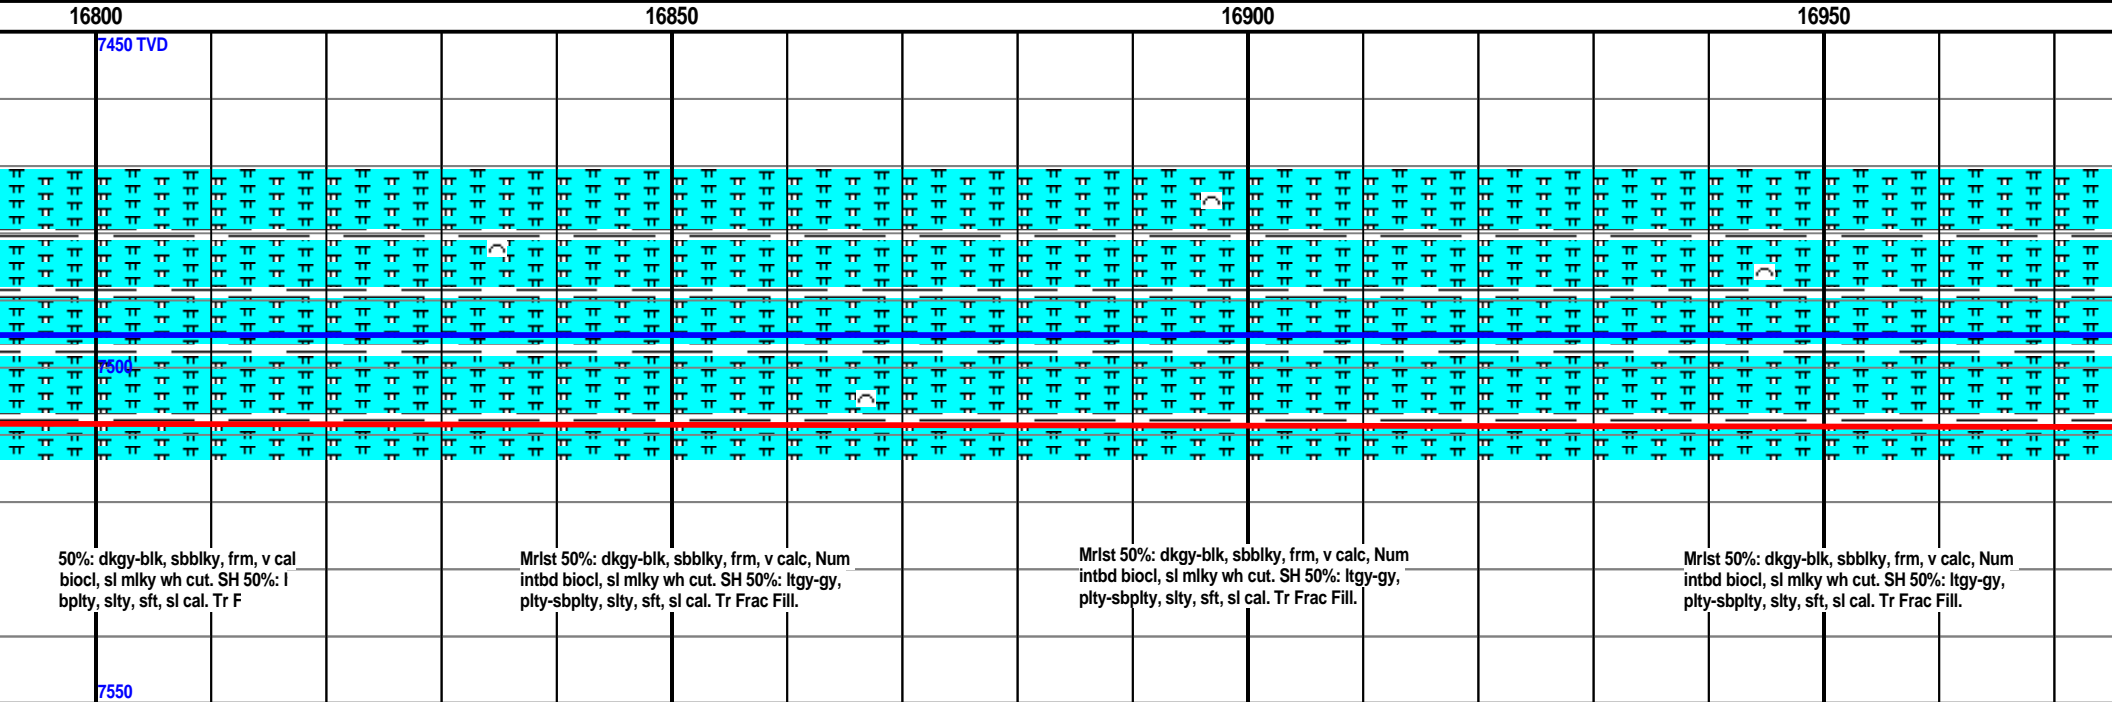 16800 16850 16900 16950
7450 TVD
7500
50%: dkgy-blk, sbblky, frm, v cal
biocl, sl mlky wh cut. SH 50%: l
bplty, slty, sft, sl cal. Tr F
Mrlst 50%: dkgy-blk, sbblky, frm, v calc, Num
intbd biocl, sl mlky wh cut. SH 50%: ltgy-gy,
plty-sbplty, slty, sft, sl cal. Tr Frac Fill.
Mrlst 50%: dkgy-blk, sbblky, frm, v calc, Num
intbd biocl, sl mlky wh cut. SH 50%: ltgy-gy,
plty-sbplty, slty, sft, sl cal. Tr Frac Fill.
Mrlst 50%: dkgy-blk, sbblky, frm, v calc, Num
intbd biocl, sl mlky wh cut. SH 50%: ltgy-gy,
plty-sbplty, slty, sft, sl cal. Tr Frac Fill.
7550